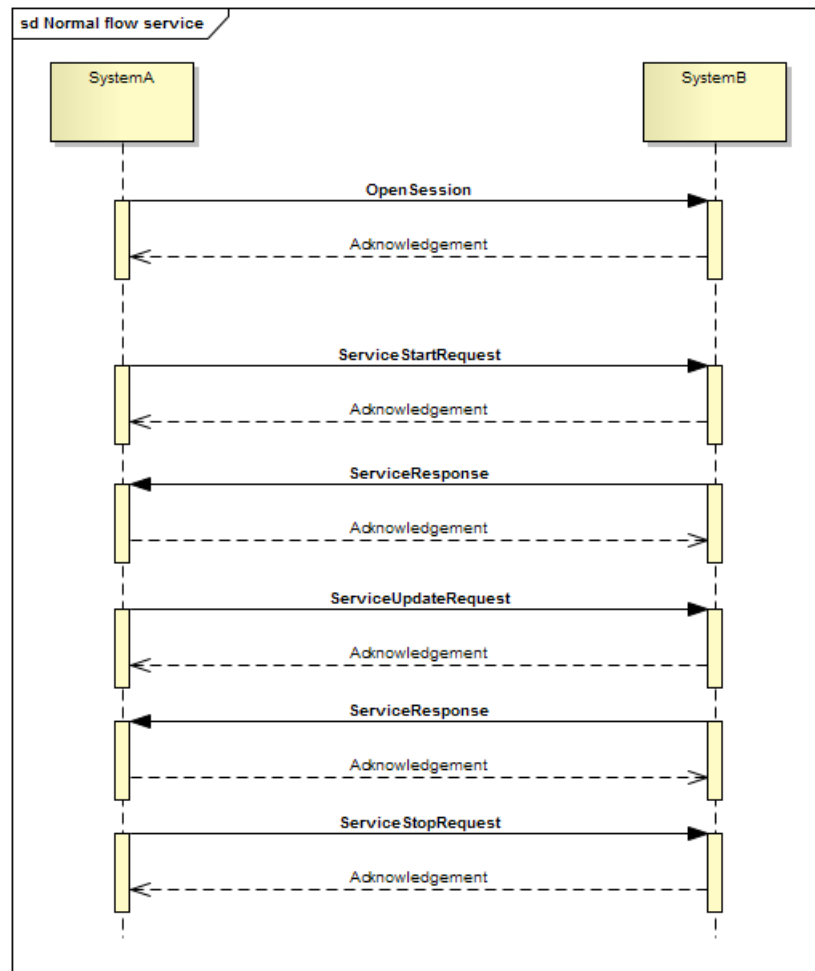 sd Normal flow service
SystemA
SystemB
OpenSession
Acknowledgement
ServiceStartRequest
Acknowledgement
ServiceResponse
Acknowledgement
ServiceUpdateRequest
Acknowledgement
ServiceResponse
Acknowledgement
ServiceStopRequest
Acknowledgement